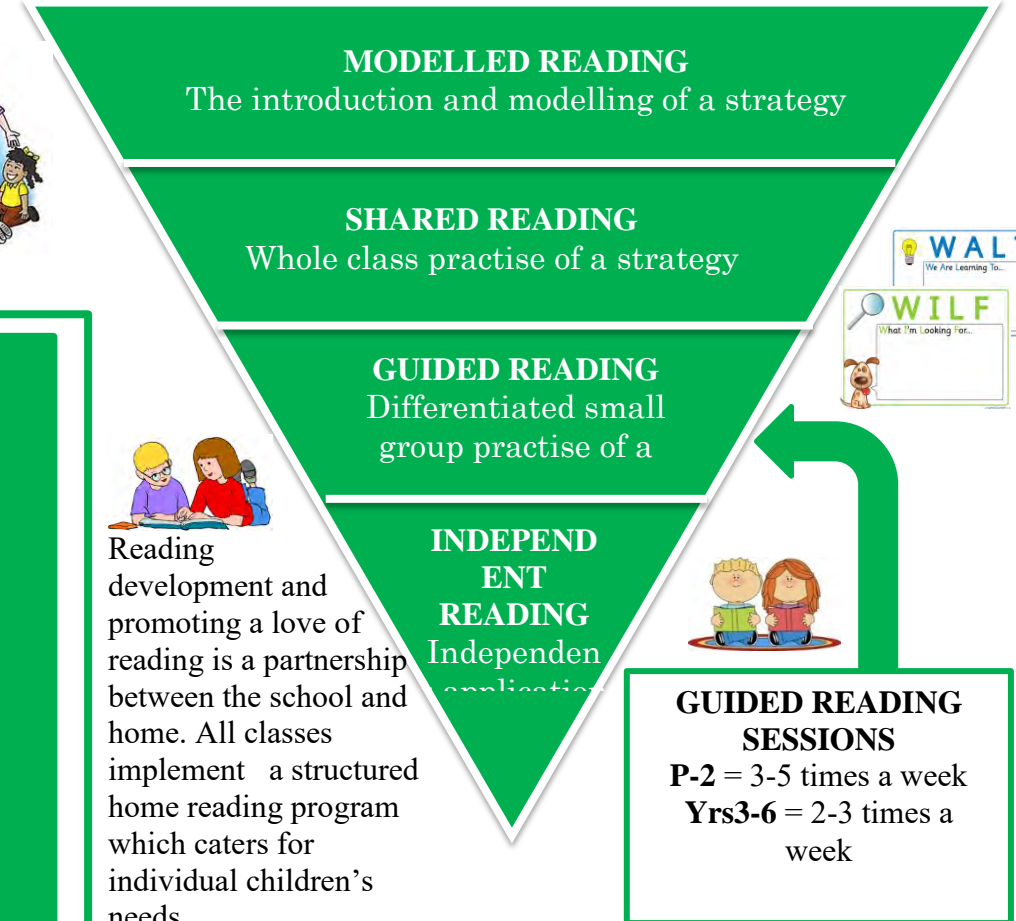 MODELLED READING
The introduction and modelling of a strategy
SHARED READING
Whole class practise of a strategy
WAL
We Are Learning To...
WILF
What I'm Looking For...
GUIDED READING
Differentiated small
group practise of a
INDEPEND
ENT
READING
Independen
application
Reading
development and
promoting a love of
reading is a partnership
between the school and
home. All classes
implement a structured
home reading program
which caters for
individual children's
needs
GUIDED READING
SESSIONS
P-2 = 3-5 times a week
Yrs3-6 = 2-3 times a
week